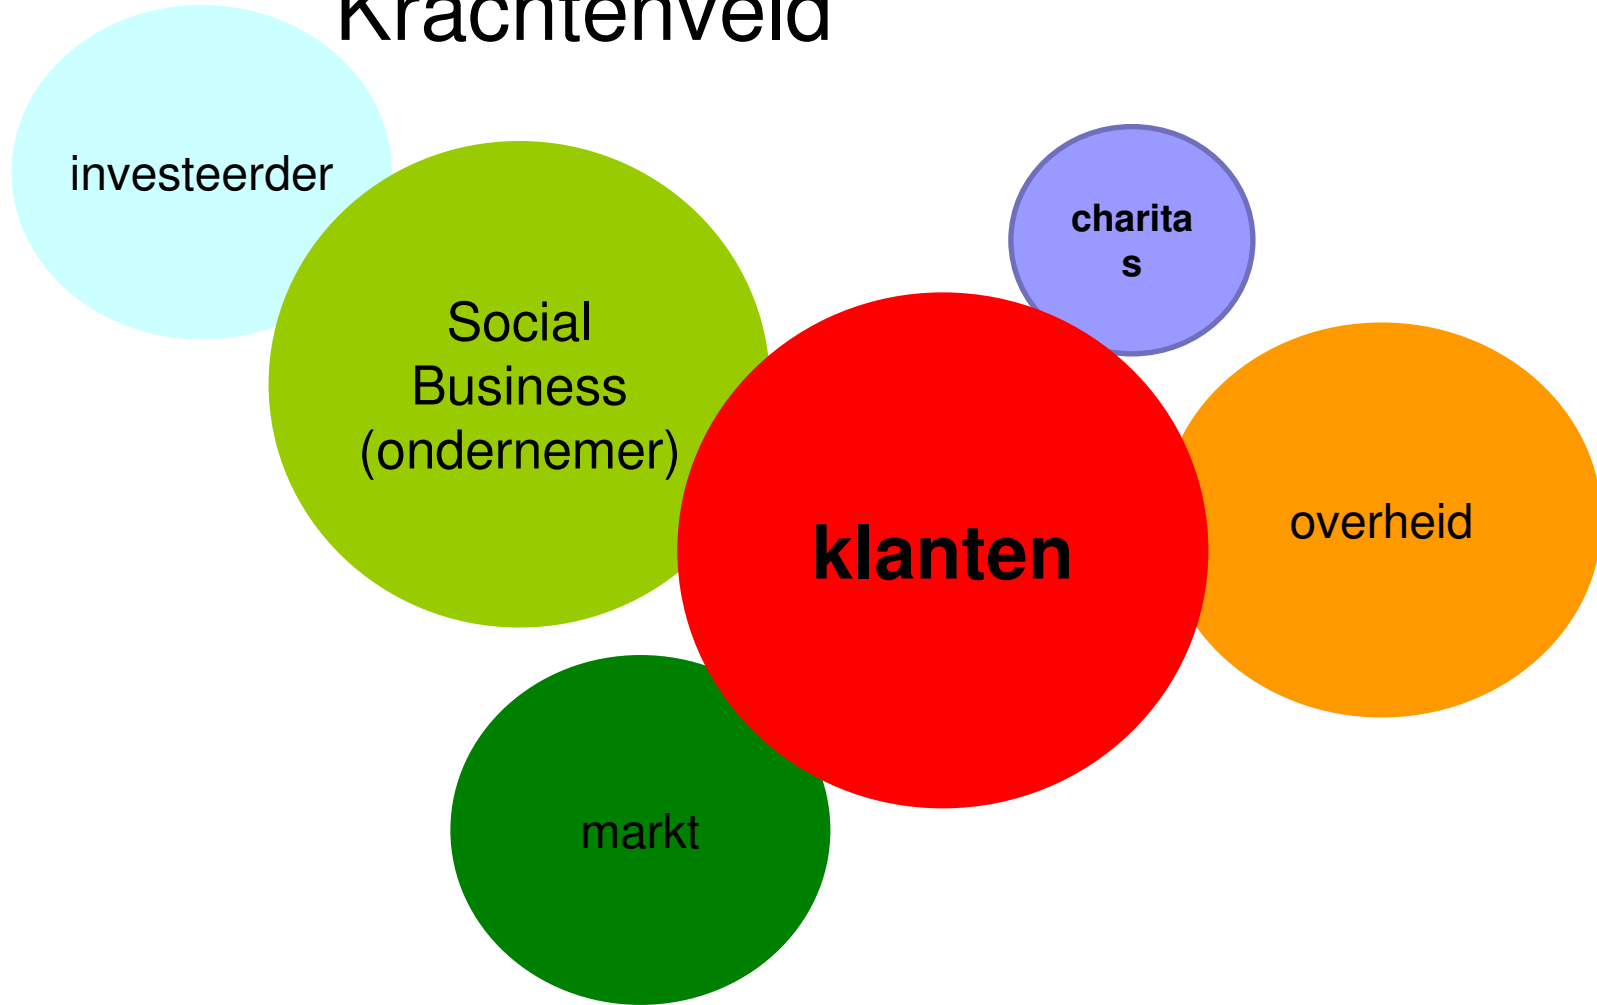 Krachtenveld
investeerder
charita
s
Social
Business
(ondernemer)
klanten
overheid
markt